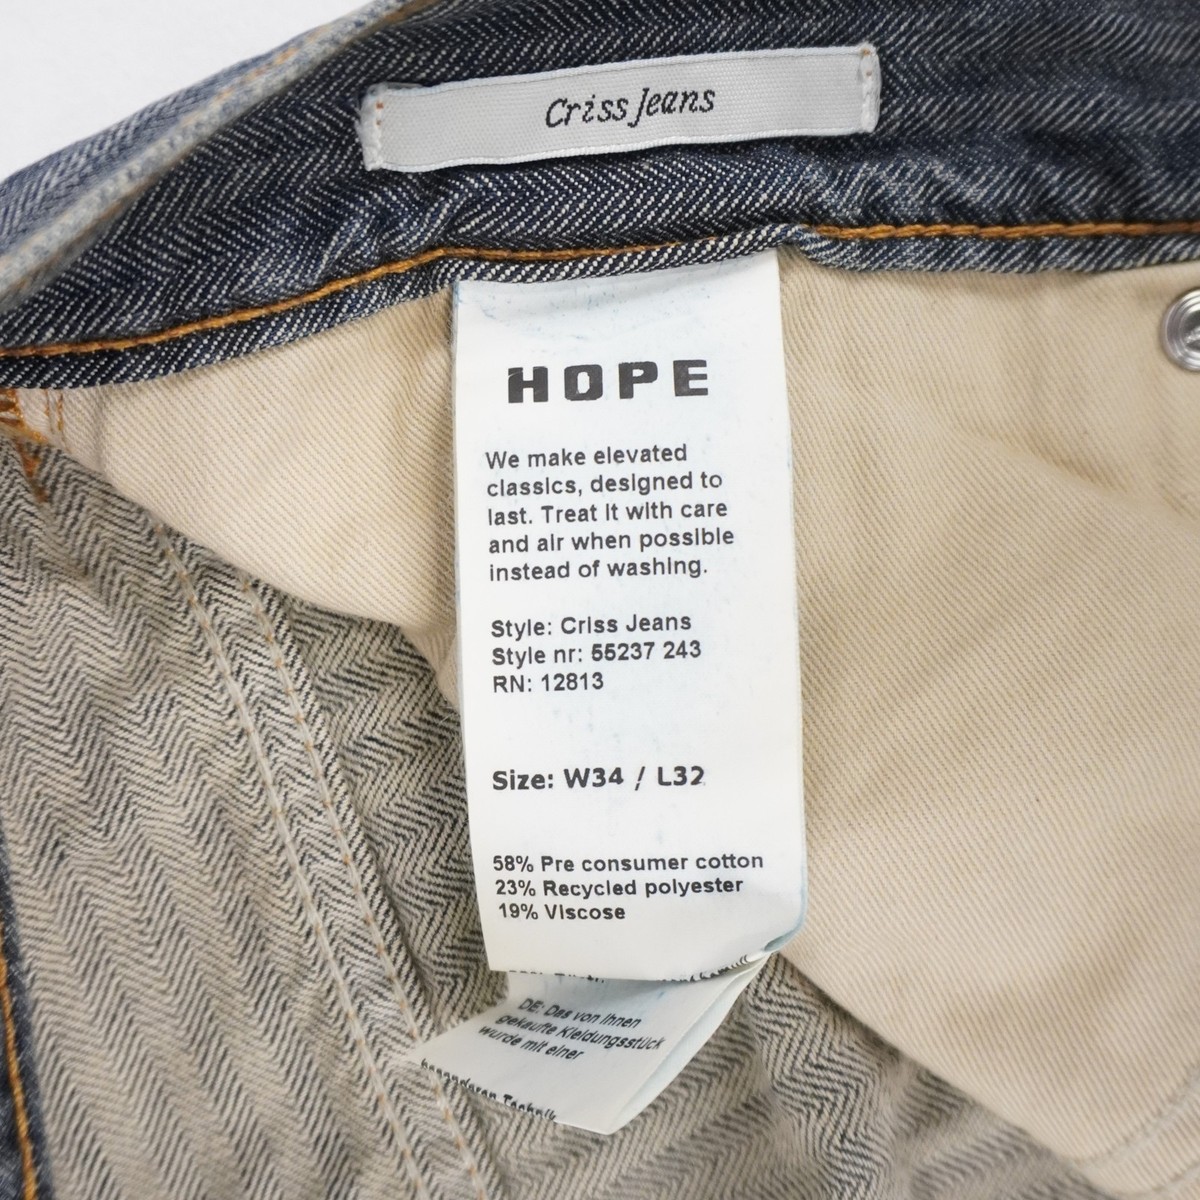 Criss Jeans
HOPE
We make elevated
classics, designed to
last. Treat it with care
and air when possible
instead of washing.
Style: Criss Jeans
Style nr: 55237 243
RN: 12813
Size: W34 / L32
58% Pre consumer cotton
23% Recycled polyester
19% Viscose
DE: Das von Ihnen
gekaufte Kleidungsstück
wurde mit einer
besonderen Technik